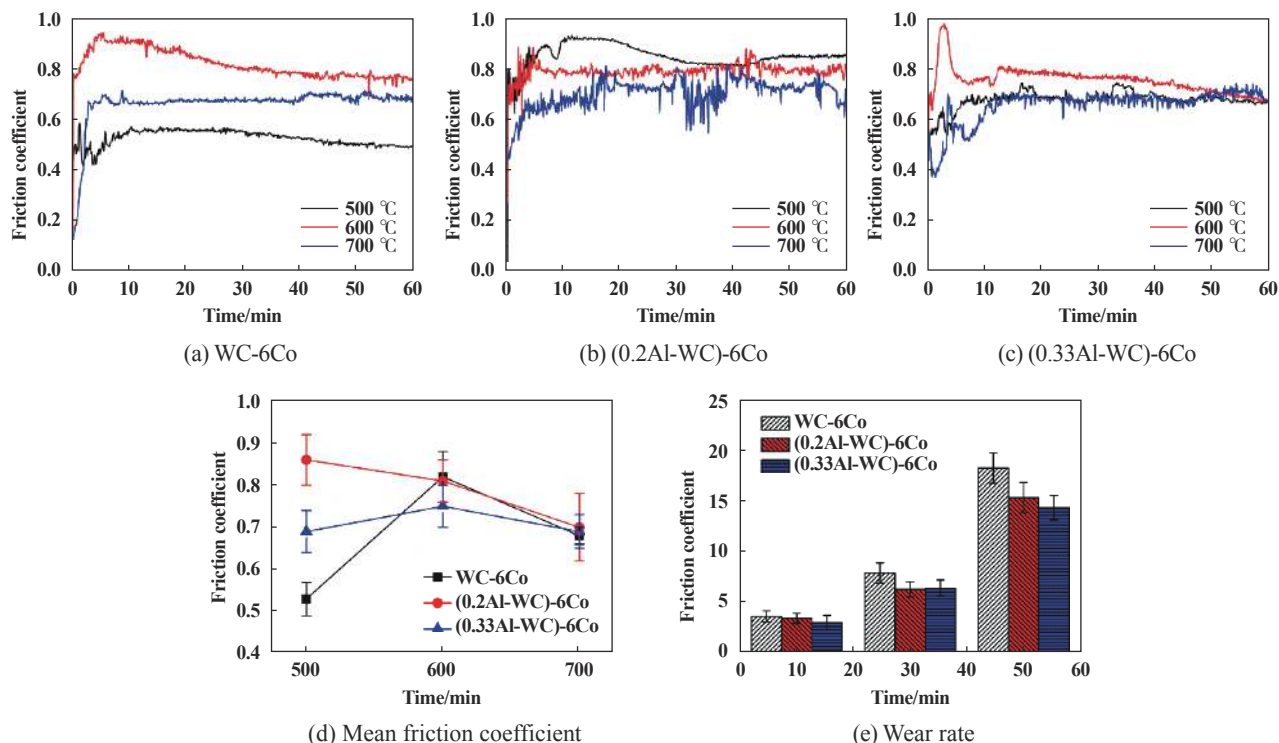 1.0
0.8
0.6
0.4
0.2
0.0
Friction coefficient
500 ℃
600 ℃
700 ℃
0 10 20 30 40 50 60
Time/min
(a) WC-6Co
1.0
0.8
0.6
0.4
0.2
0.0
Friction coefficient
500 ℃
600 ℃
700 ℃
0 10 20 30 40 50 60
Time/min
(b) (0.2Al-WC)-6Co
1.0
0.8
0.6
0.4
0.2
0.0
Friction coefficient
500 ℃
600 ℃
700 ℃
0 10 20 30 40 50 60
Time/min
(c) (0.33Al-WC)-6Co
1.0
0.9
0.8
0.7
0.6
0.5
0.4
Friction coefficient
WC-6Co
(0.2Al-WC)-6Co
(0.33Al-WC)-6Co
500 600 700
Time/min
(d) Mean friction coefficient
25
20
15
10
5
0
Friction coefficient
WC-6Co
(0.2Al-WC)-6Co
(0.33Al-WC)-6Co
0 10 20 30 40 50 60
Time/min
(e) Wear rate